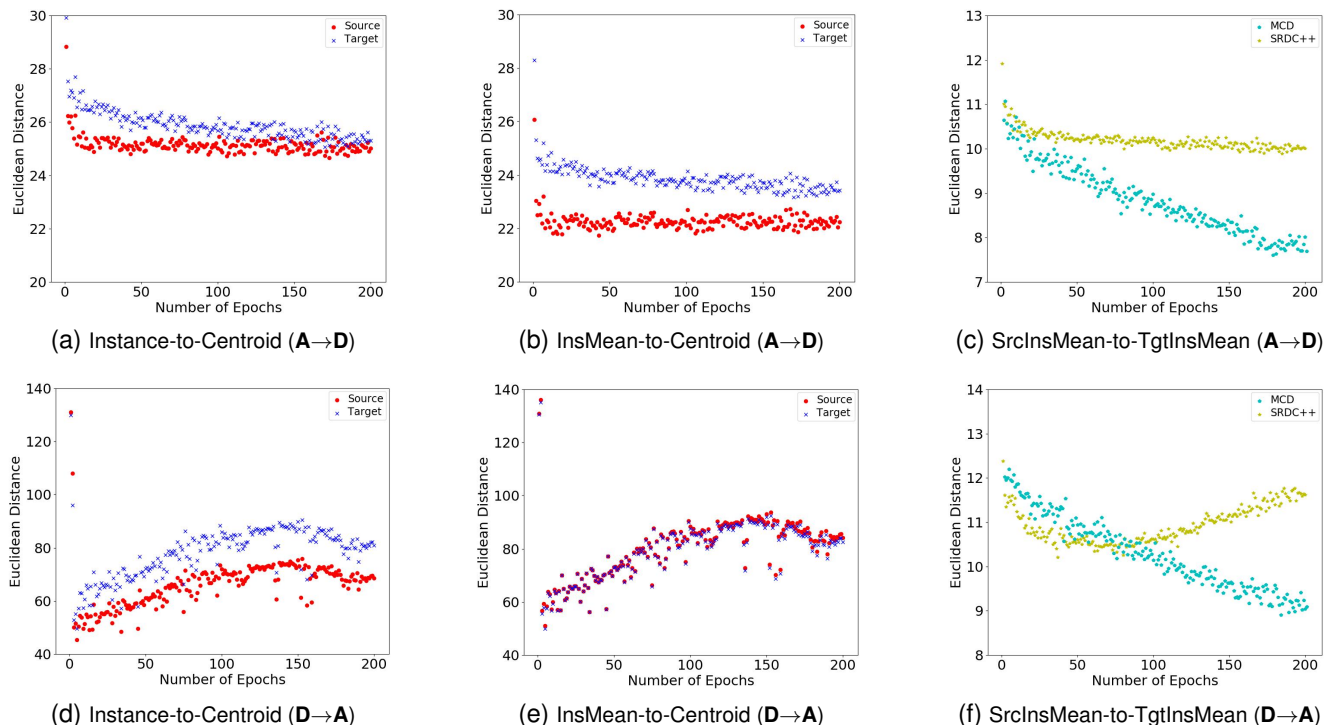 30
28
26
24
22
20
0 50 100 150 200
Euclidean Distance
Number of Epochs
Source
Target
(a) Instance-to-Centroid (A→D)
30
28
26
24
22
20
0 50 100 150 200
Euclidean Distance
Number of Epochs
Source
Target
(b) InsMean-to-Centroid (A→D)
13
12
11
10
9
8
7
0 50 100 150 200
Euclidean Distance
Number of Epochs
MCD
SRDC++
(c) SrcInsMean-to-TgtInsMean (A→D)
140
120
100
80
60
40
0 50 100 150 200
Euclidean Distance
Number of Epochs
Source
Target
(d) Instance-to-Centroid (D→A)
140
120
100
80
60
40
0 50 100 150 200
Euclidean Distance
Number of Epochs
Source
Target
(e) InsMean-to-Centroid (D→A)
14
13
12
11
10
9
8
0 50 100 150 200
Euclidean Distance
Number of Epochs
MCD
SRDC++
(f) SrcInsMean-to-TgtInsMean (D→A)